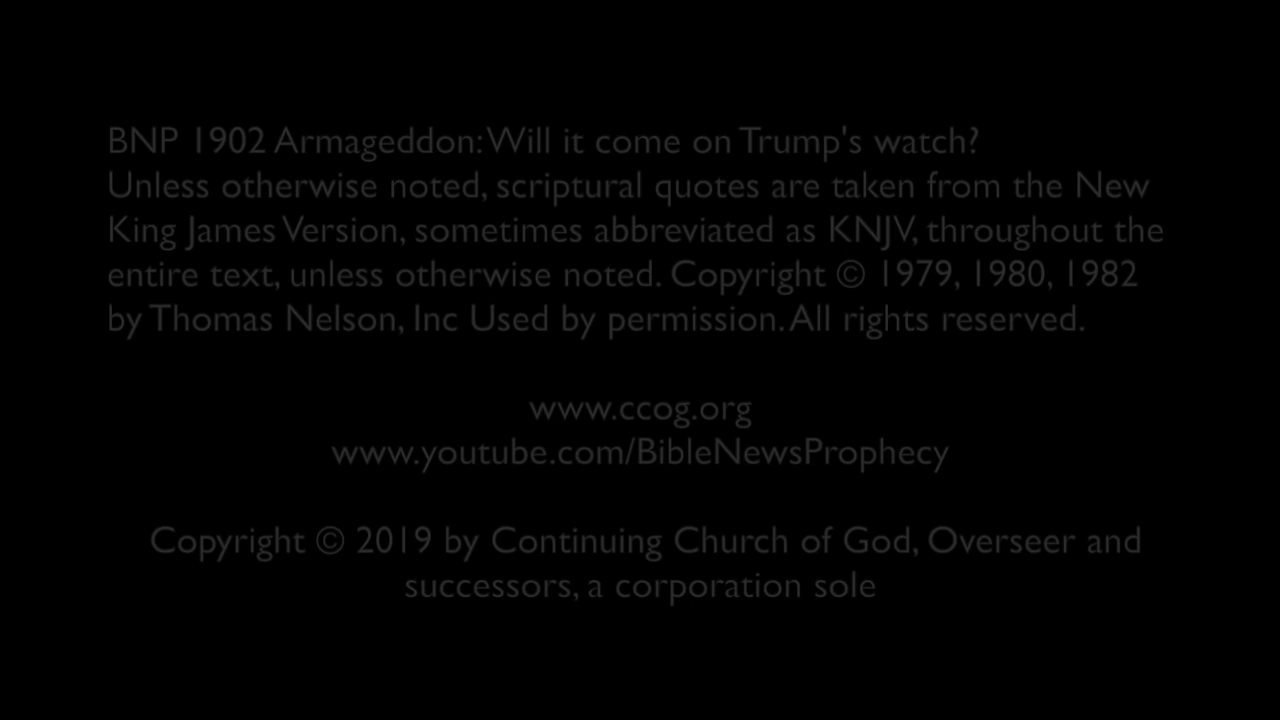 BNP 1902 Armageddon: Will it come on Trump's watch?
Unless otherwise noted, scriptural quotes are taken from the New
King James Version, sometimes abbreviated as KNJV, throughout the
entire text, unless otherwise noted. Copyright © 1979, 1980, 1982
by Thomas Nelson, Inc Used by permission. All rights reserved.
www.ccog.org
www.youtube.com/BibleNewsProphecy
Copyright © 2019 by Continuing Church of God, Overseer and
successors, a corporation sole